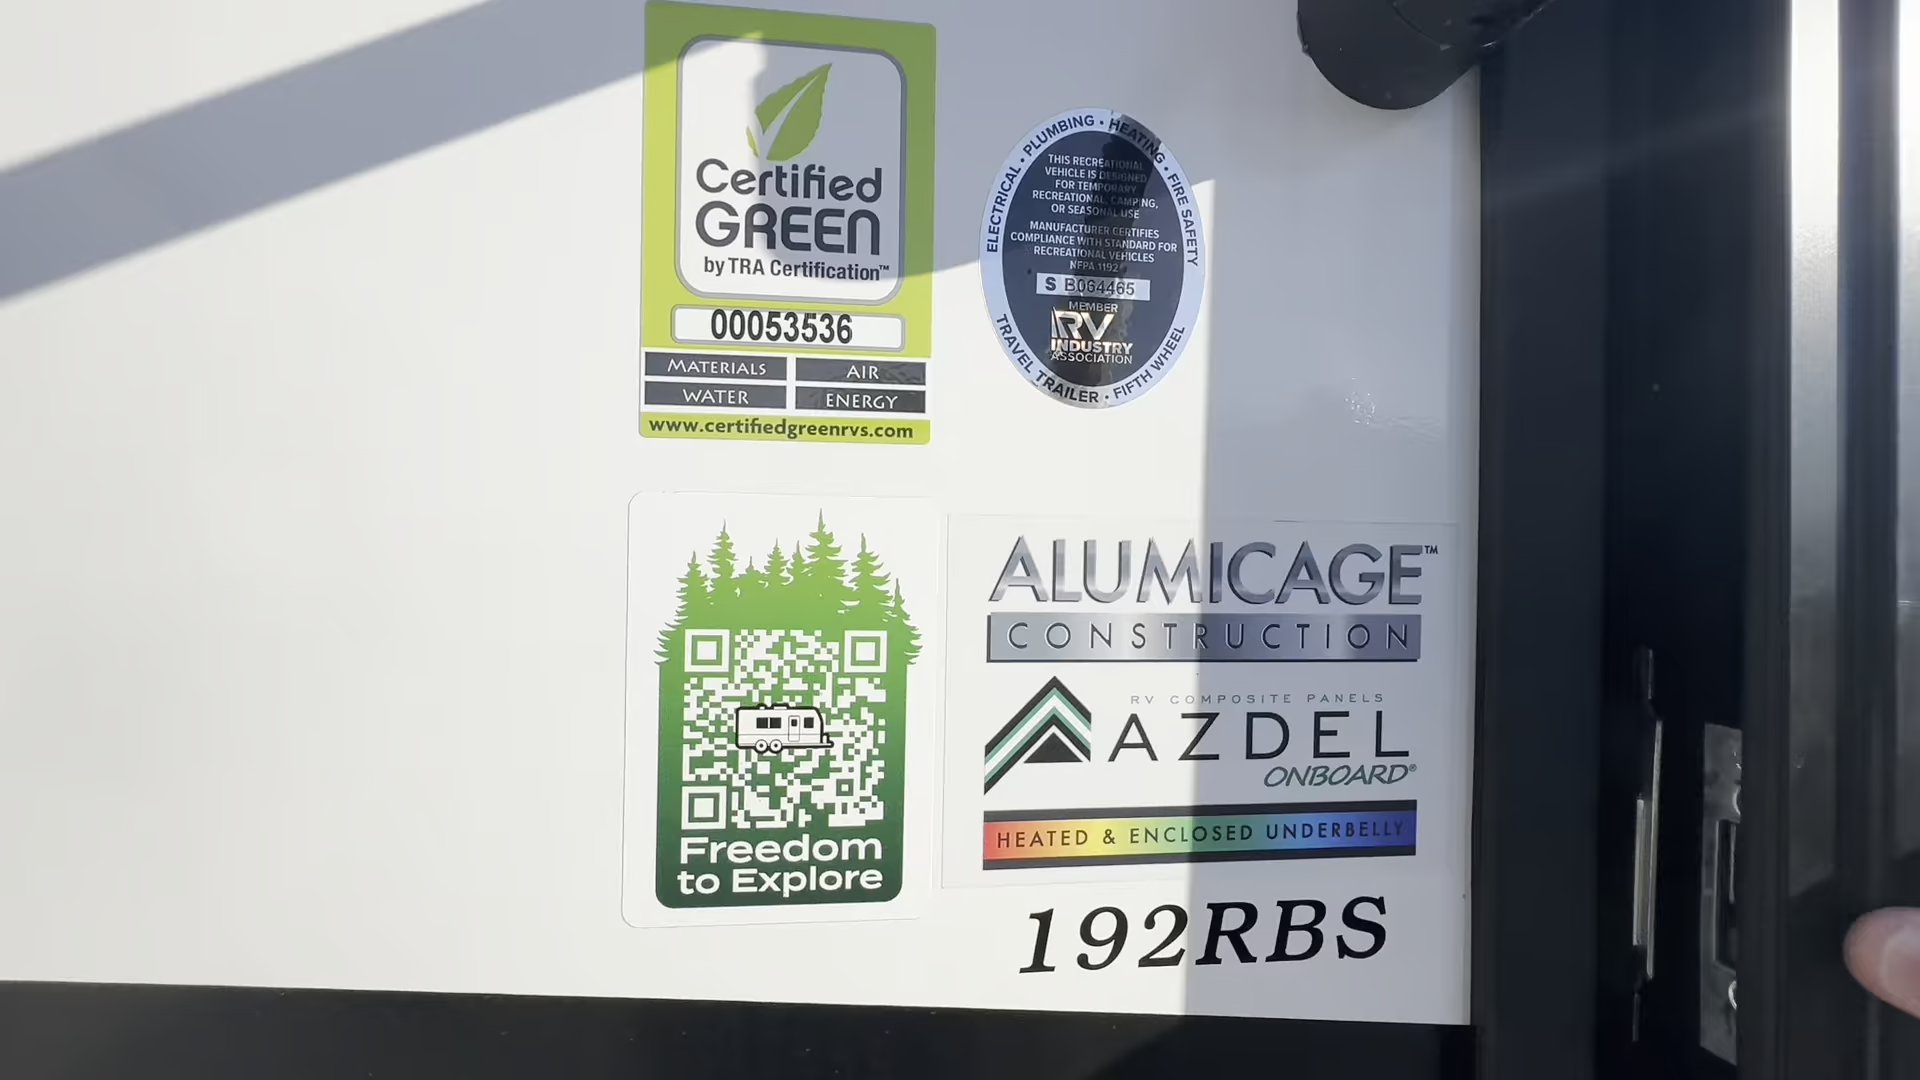 Certified
GREEN
by TRA Certification™
00053536
MATERIALS
AIR
WATER
ENERGY
www.certifiedgreenrvs.com
ELECTRICAL • PLUMBING • HEATING • FIRE SAFETY
THIS RECREATIONAL
VEHICLE IS DESIGNED
FOR TEMPORARY
RECREATIONAL, CAMPING,
OR SEASONAL USE
MANUFACTURER CERTIFIES
COMPLIANCE WITH STANDARD FOR
RECREATIONAL VEHICLES
NFPA 1192
S B064465
MEMBER
RV
INDUSTRY
ASSOCIATION
TRAVEL TRAILER • FIFTH WHEEL
Freedom
to Explore
ALUMICAGE™
CONSTRUCTION
RV COMPOSITE PANELS
AZDEL
ONBOARD®
HEATED & ENCLOSED UNDERBELLY
192RBS